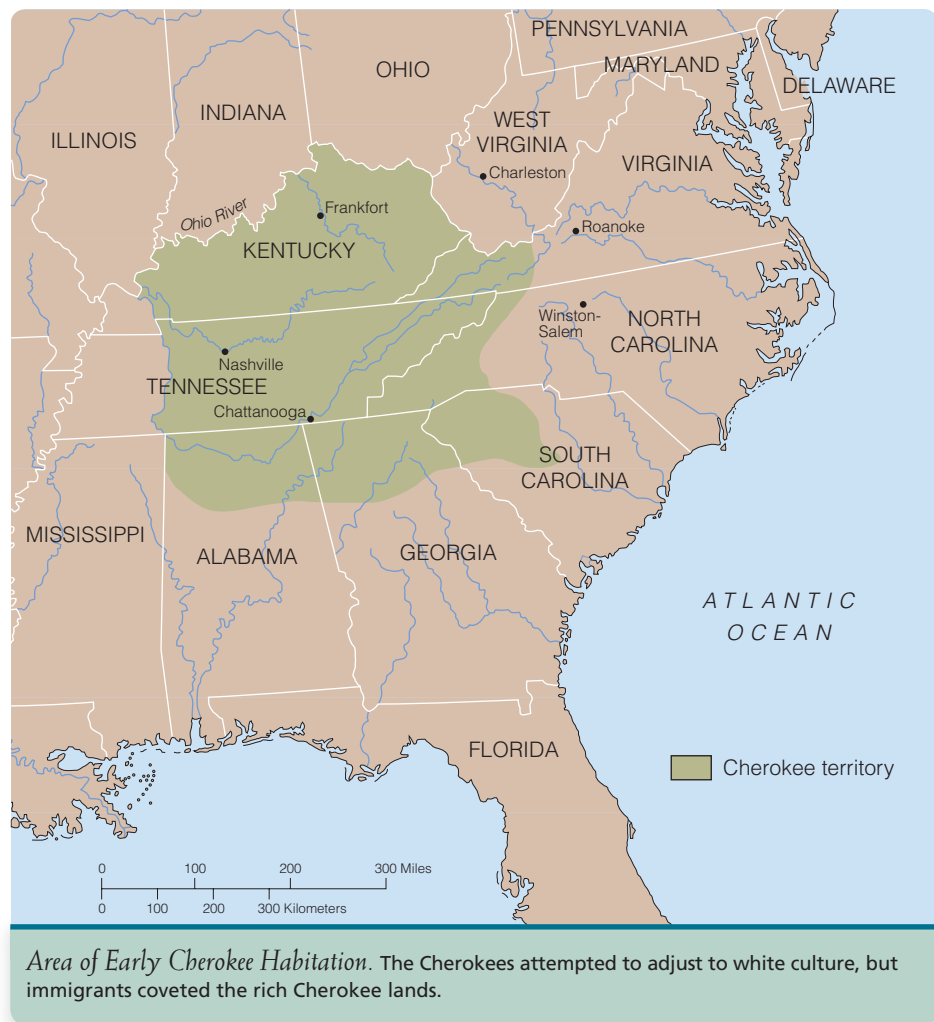 PENNSYLVANIA
OHIO
MARYLAND
DELAWARE
INDIANA
WEST
VIRGINIA
ILLINOIS
VIRGINIA
Charleston
Ohio River
Frankfort
Roanoke
KENTUCKY
Winston-
Salem
NORTH
CAROLINA
Nashville
TENNESSEE
Chattanooga
SOUTH
CAROLINA
MISSISSIPPI
ALABAMA
GEORGIA
ATLANTIC
OCEAN
FLORIDA
Cherokee territory
0 100 200 300 Miles
0 100 200 300 Kilometers
Area of Early Cherokee Habitation. The Cherokees attempted to adjust to white culture, but
immigrants coveted the rich Cherokee lands.